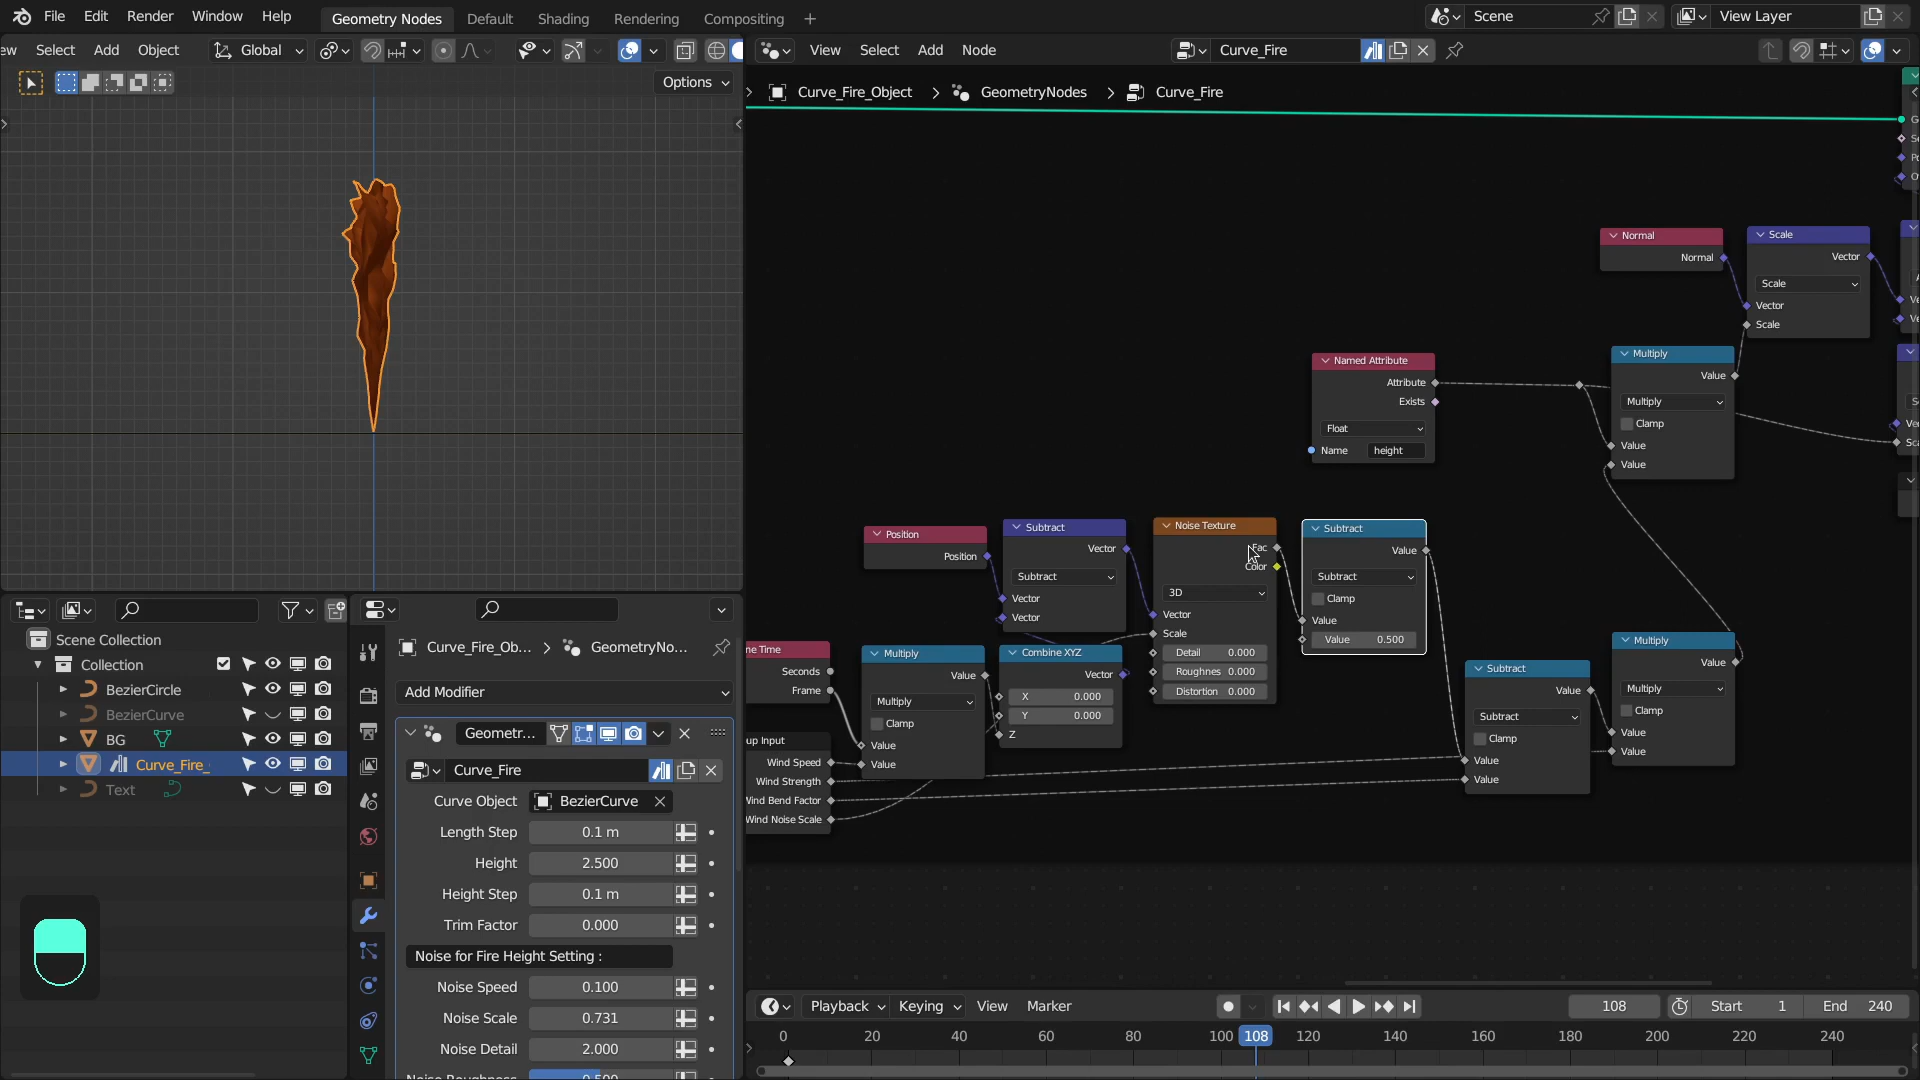 File Edit Render Window Help
Geometry Nodes Default Shading Rendering Compositing
Scene View Layer
ew Select Add Object Global
Options
View Select Add Node Curve_Fire
Curve_Fire_Object > GeometryNodes > Curve_Fire
Normal
Normal
Scale
Vector
Scale
Vector
Scale
Named Attribute
Attribute
Exists
Float
Name height
Multiply
Value
Multiply
Clamp
Value
Value
Position
Position
Subtract
Vector
Subtract
Vector
Vector
Noise Texture
Fac
Color
3D
Vector
Scale
Detail 0.000
Roughnes 0.000
Distortion 0.000
Subtract
Value
Subtract
Clamp
Value
Value 0.500
ne Time
Seconds
Frame
up Input
Wind Speed
Wind Strength
Wind Bend Factor
Wind Noise Scale
Multiply
Value
Multiply
Clamp
Value
Value
Combine XYZ
Vector
X 0.000
Y 0.000
Z
Subtract
Value
Subtract
Clamp
Value
Value
Multiply
Value
Multiply
Clamp
Value
Value
Scene Collection
Collection
BezierCircle
BezierCurve
BG
Curve_Fire_
Text
Curve_Fire_Ob... > GeometryNo...
Add Modifier
Geometr...
Curve_Fire
Curve Object BezierCurve
Length Step 0.1 m
Height 2.500
Height Step 0.1 m
Trim Factor 0.000
Noise for Fire Height Setting :
Noise Speed 0.100
Noise Scale 0.731
Noise Detail 2.000
Playback Keying View Marker
108 Start 1 End 240
0 20 40 60 80 100 108 120 140 160 180 200 220 240